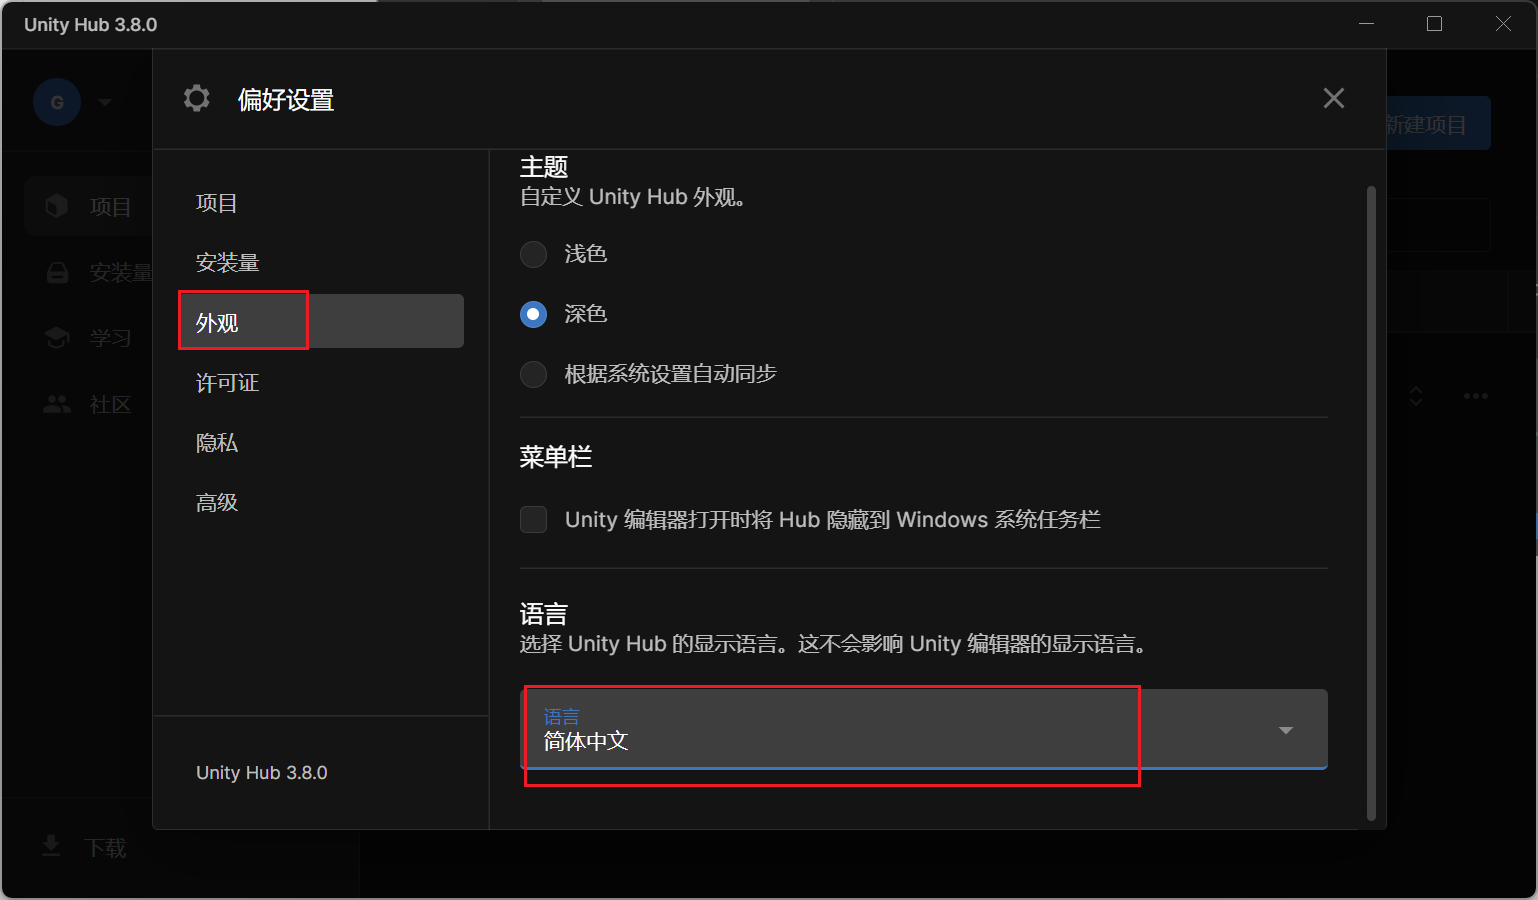 Unity Hub 3.8.0
G
偏好设置
新建项目
项目
安装量
学习
社区
下载
项目
安装量
外观
许可证
隐私
高级
Unity Hub 3.8.0
主题
自定义 Unity Hub 外观。
浅色
深色
根据系统设置自动同步
菜单栏
Unity 编辑器打开时将 Hub 隐藏到 Windows 系统任务栏
语言
选择 Unity Hub 的显示语言。这不会影响 Unity 编辑器的显示语言。
语言
简体中文